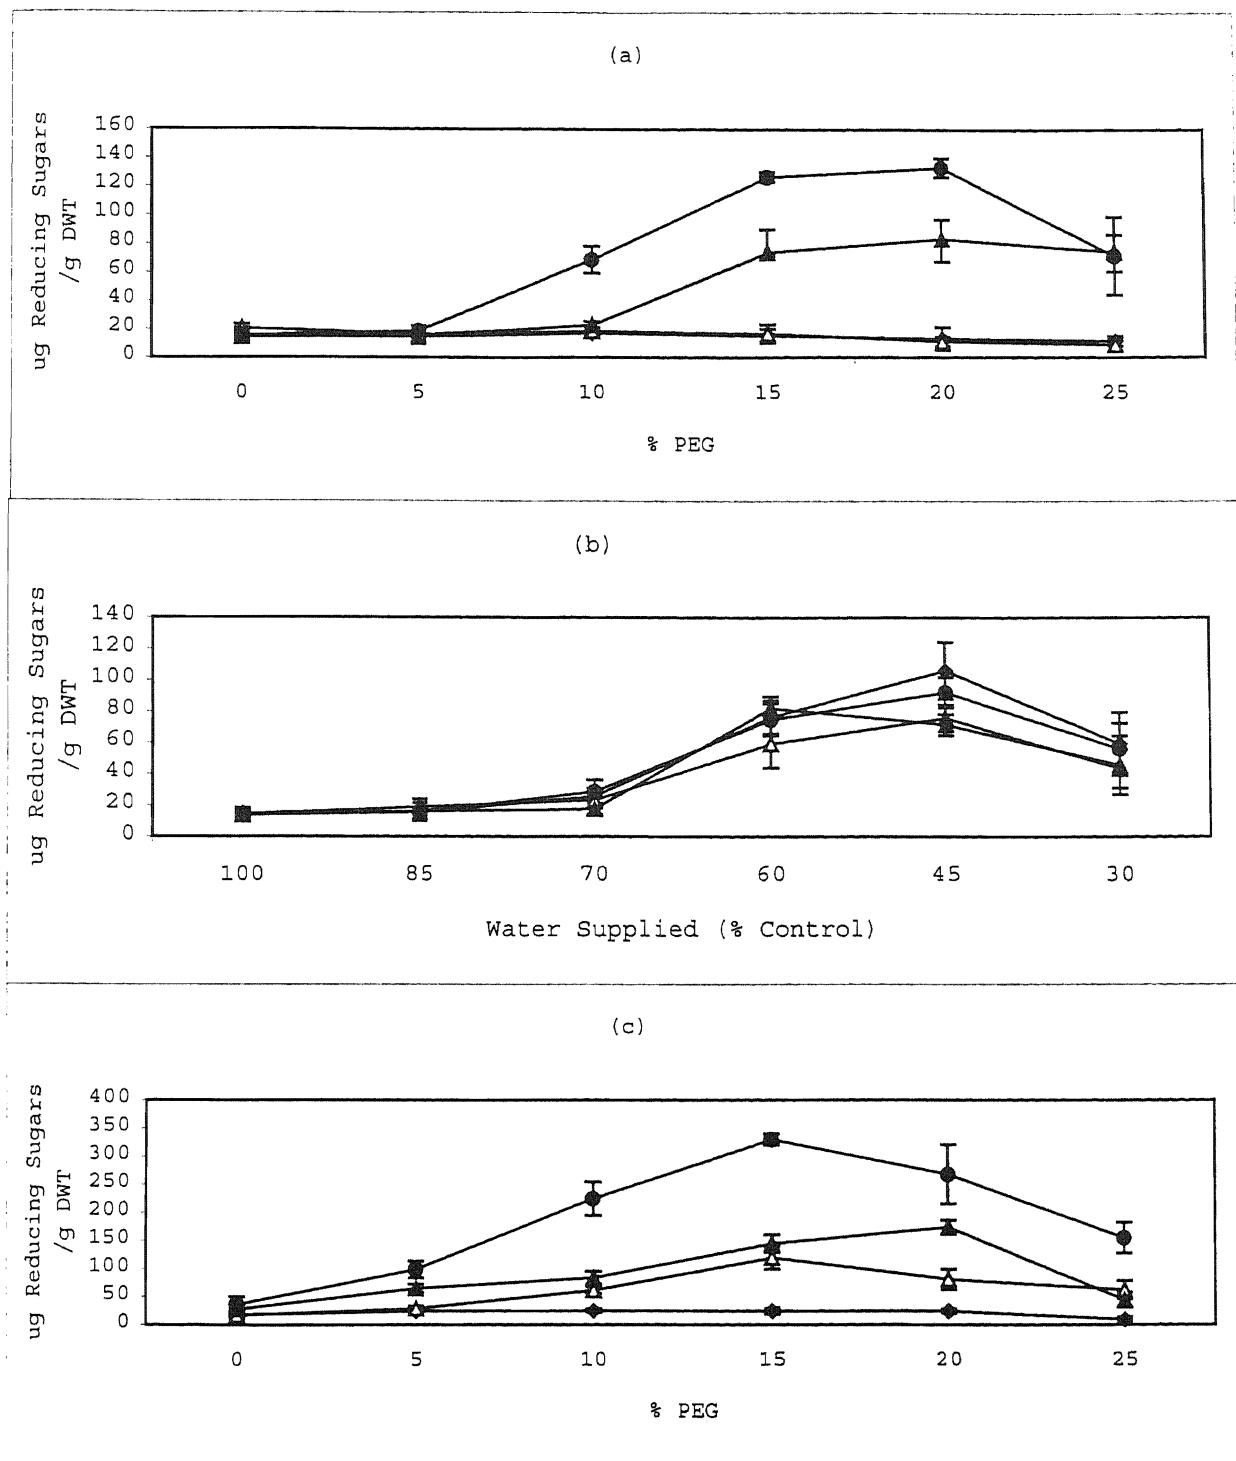 (a)
ug Reducing Sugars
/g DWT
160
140
120
100
80
60
40
20
0
0 5 10 15 20 25
% PEG
(b)
ug Reducing Sugars
/g DWT
140
120
100
80
60
40
20
0
100 85 70 60 45 30
Water Supplied (% Control)
(c)
ug Reducing Sugars
/g DWT
400
350
300
250
200
150
100
50
0
0 5 10 15 20 25
% PEG